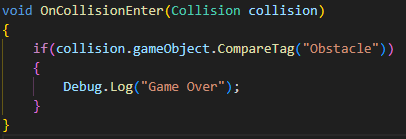 void OnCollisionEnter(Collision collision)
{
    if(collision.gameObject.CompareTag("Obstacle"))
    {
        Debug.Log("Game Over");
    }
}